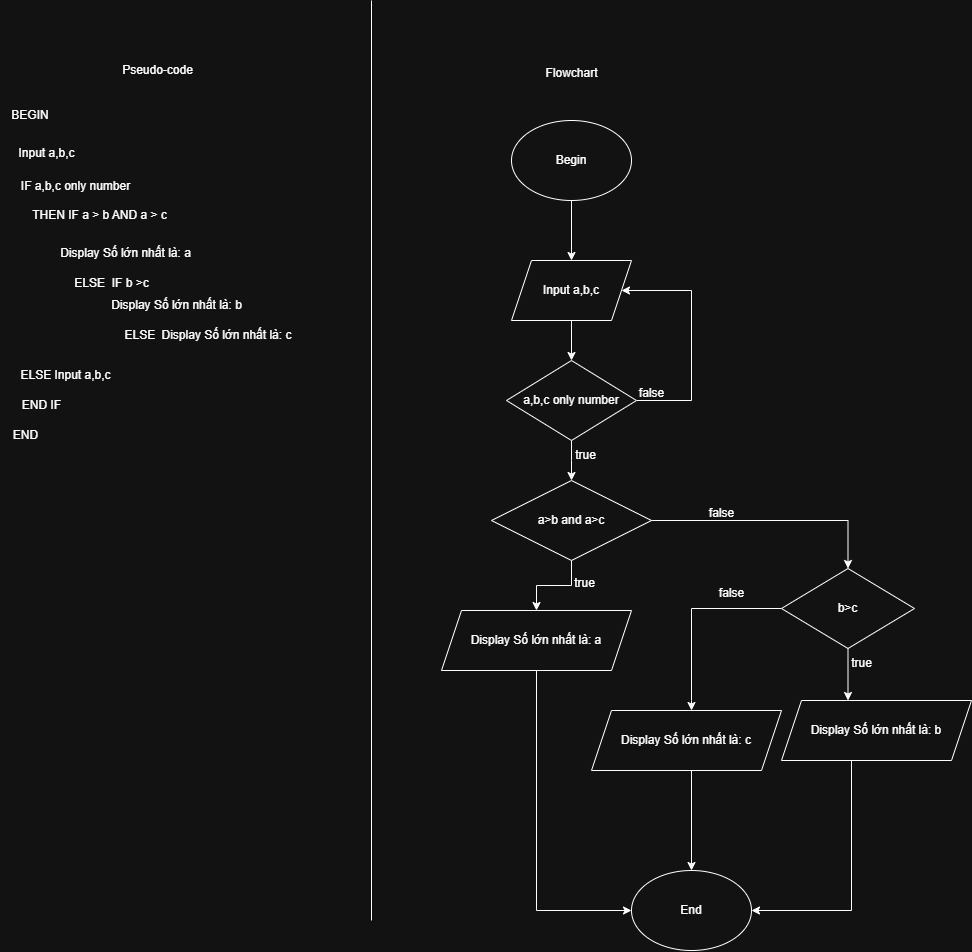 Pseudo-code
BEGIN
Input a,b,c
IF a,b,c only number
THEN IF a > b AND a > c
Display Số lớn nhất là: a
ELSE  IF b >c
Display Số lớn nhất là: b
ELSE  Display Số lớn nhất là: c
ELSE Input a,b,c
END IF
END
Flowchart
Begin
Input a,b,c
false
a,b,c only number
true
false
a>b and a>c
true
false
b>c
Display Số lớn nhất là: a
true
Display Số lớn nhất là: c
Display Số lớn nhất là: b
End